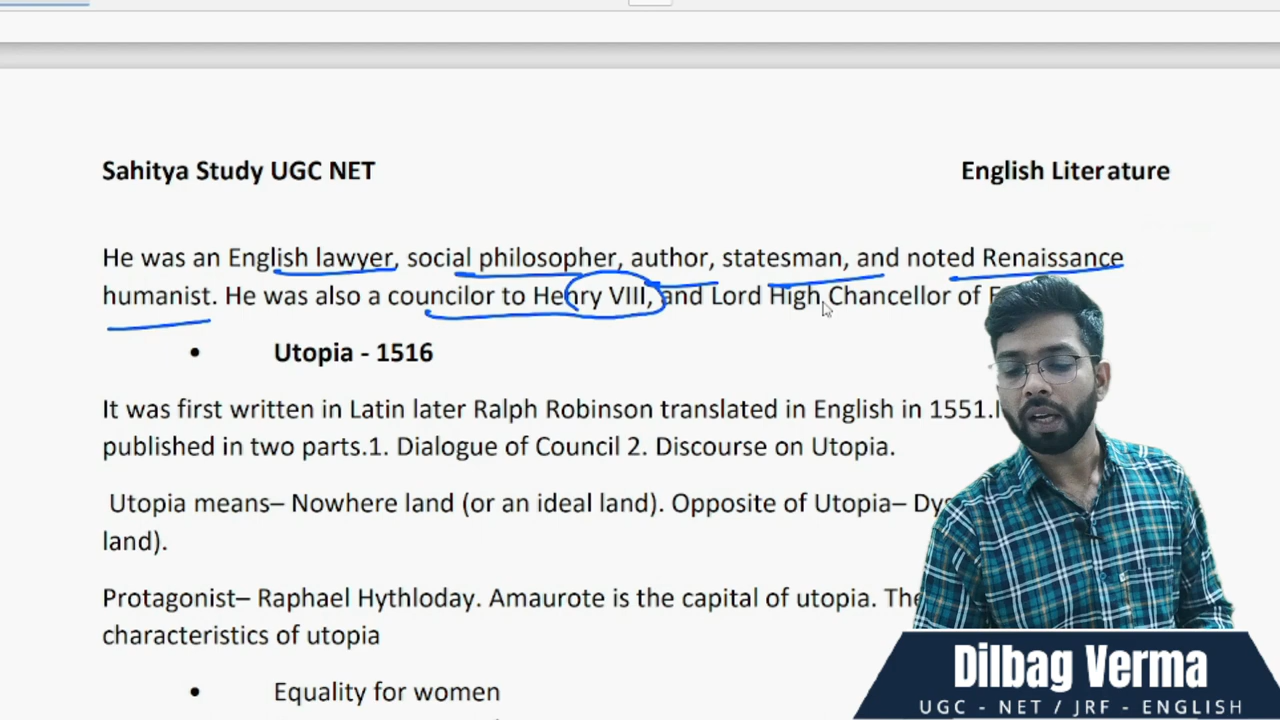 Sahitya Study UGC NET English Literature
He was an English lawyer, social philosopher, author, statesman, and noted Renaissance
humanist. He was also a councilor to Henry VIII, and Lord High Chancellor of
• Utopia - 1516
It was first written in Latin later Ralph Robinson translated in English in 1551.
published in two parts.1. Dialogue of Council 2. Discourse on Utopia.
Utopia means– Nowhere land (or an ideal land). Opposite of Utopia–
land).
Protagonist– Raphael Hythloday. Amaurote is the capital of utopia.
characteristics of utopia
• Equality for women
Dilbag Verma
UGC - NET / JRF - ENGLISH